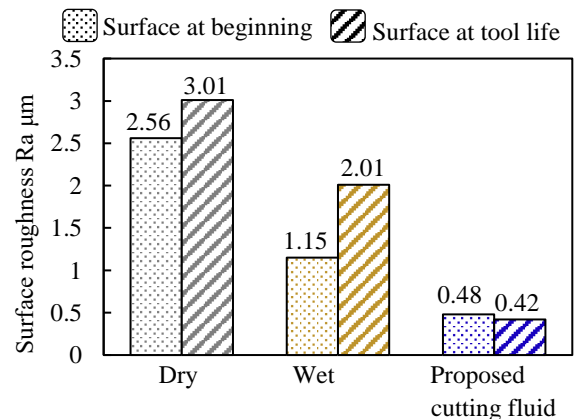 Surface at beginning
Surface at tool life
Surface roughness Ra μm
3.5
3
2.5
2
1.5
1
0.5
0
2.56
3.01
1.15
2.01
0.48
0.42
Dry
Wet
Proposed
cutting fluid